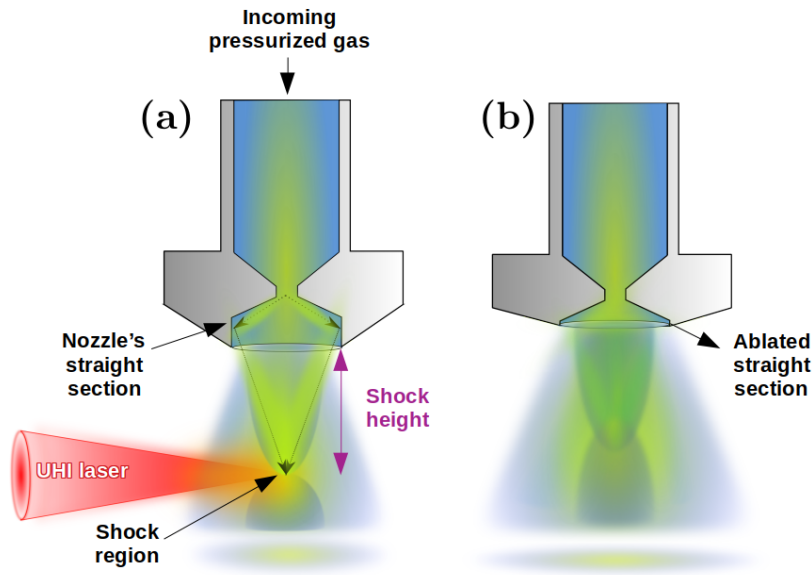 Incoming
pressurized gas
(a)
(b)
Nozzle's
straight
section
Shock
height
Ablated
straight
section
UHI laser
Shock
region